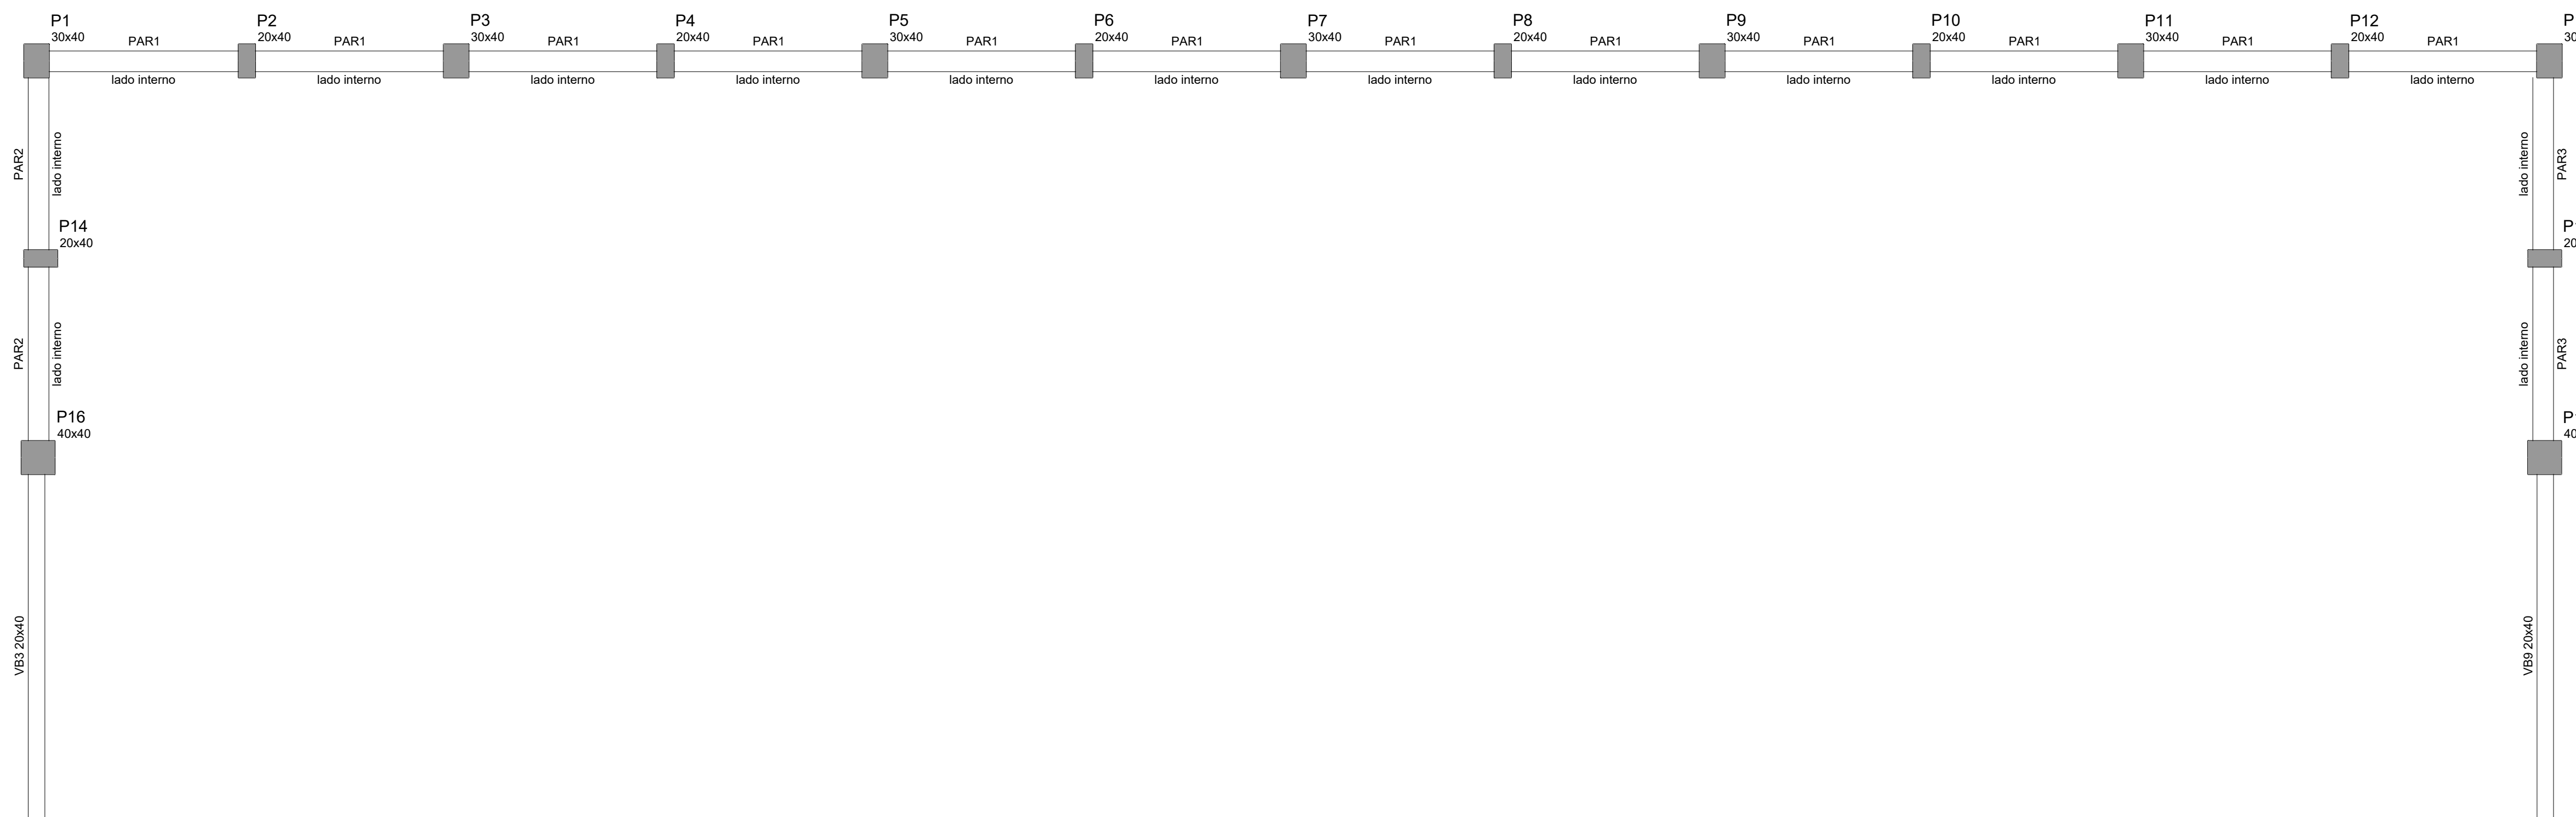 P1
30x40
PAR1
lado interno
P2
20x40
PAR1
lado interno
P3
30x40
PAR1
lado interno
P4
20x40
PAR1
lado interno
P5
30x40
PAR1
lado interno
P6
20x40
PAR1
lado interno
P7
30x40
PAR1
lado interno
P8
20x40
PAR1
lado interno
P9
30x40
PAR1
lado interno
P10
20x40
PAR1
lado interno
P11
30x40
PAR1
lado interno
P12
20x40
PAR1
lado interno
PAR2
lado interno
lado interno
PAR3
P14
20x40
PAR2
lado interno
lado interno
PAR3
P16
40x40
VB3 20x40
VB9 20x40